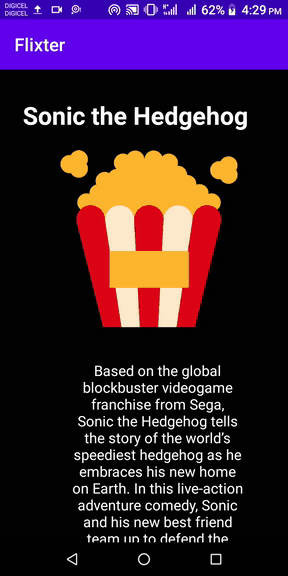 DIGICEL
DIGICEL
62%
4:29 PM
Flixter
Sonic the Hedgehog
Based on the global
blockbuster videogame
franchise from Sega,
Sonic the Hedgehog tells
the story of the world's
speediest hedgehog as he
embraces his new home
on Earth. In this live-action
adventure comedy, Sonic
and his new best friend
team up to defend the